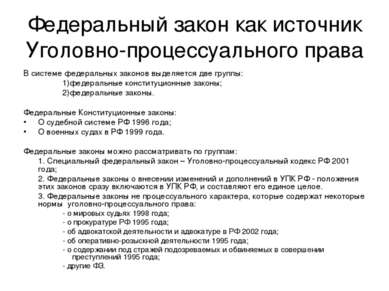 Федеральный закон как источник
Уголовно-процессуального права
В системе федеральных законов выделяется две группы:
1)федеральные конституционные законы;
2)федеральные законы.
Федеральные Конституционные законы:
• О судебной системе РФ 1996 года;
• О военных судах в РФ 1999 года.
Федеральные законы можно рассматривать по группам:
1. Специальный федеральный закон – Уголовно-процессуальный кодекс РФ 2001
года;
2. Федеральные законы о внесении изменений и дополнений в УПК РФ - положения
этих законов сразу включаются в УПК РФ, и составляют его единое целое.
3. Федеральные законы не процессуального характера, которые содержат некоторые
нормы уголовно-процессуального права:
- о мировых судьях 1998 года;
- о прокуратуре РФ 1995 года;
- об адвокатской деятельности и адвокатуре в РФ 2002 года;
- об оперативно-розыскной деятельности 1995 года;
- о содержании под стражей подозреваемых и обвиняемых в совершении
преступлений 1995 года;
- другие ФЗ.